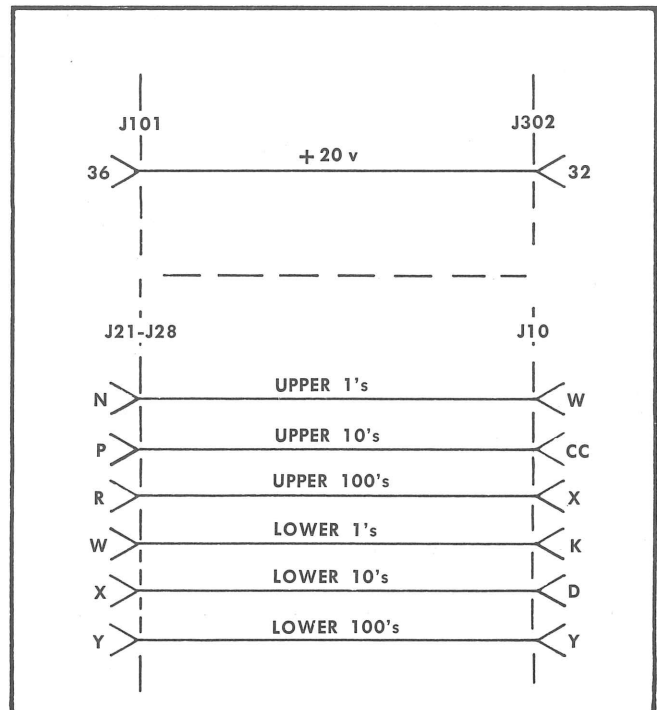 J101 J302
+20 v
36 32
J21-J28 J10
N UPPER 1's W
P UPPER 10's CC
R UPPER 100's X
W LOWER 1's K
X LOWER 10's D
Y LOWER 100's Y